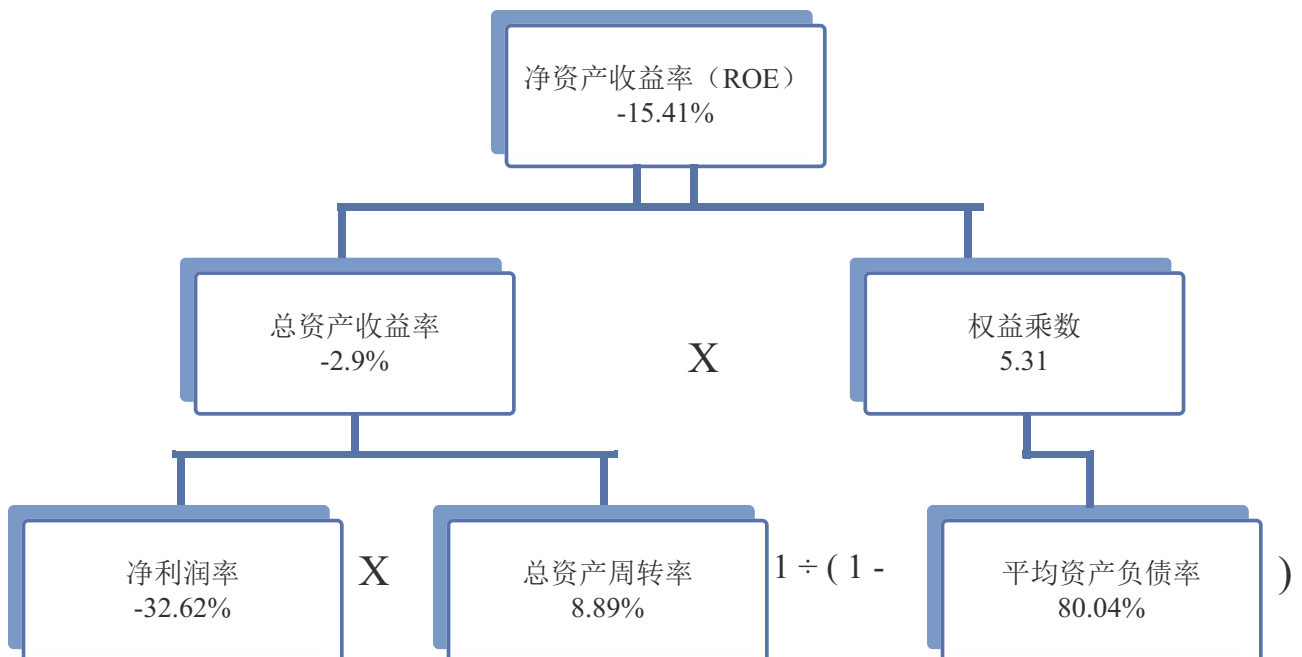 净资产收益率（ROE）
-15.41%
总资产收益率
-2.9%
X
权益乘数
5.31
净利润率
-32.62%
X
总资产周转率
8.89%
1 ÷ ( 1 -
平均资产负债率
80.04%
)